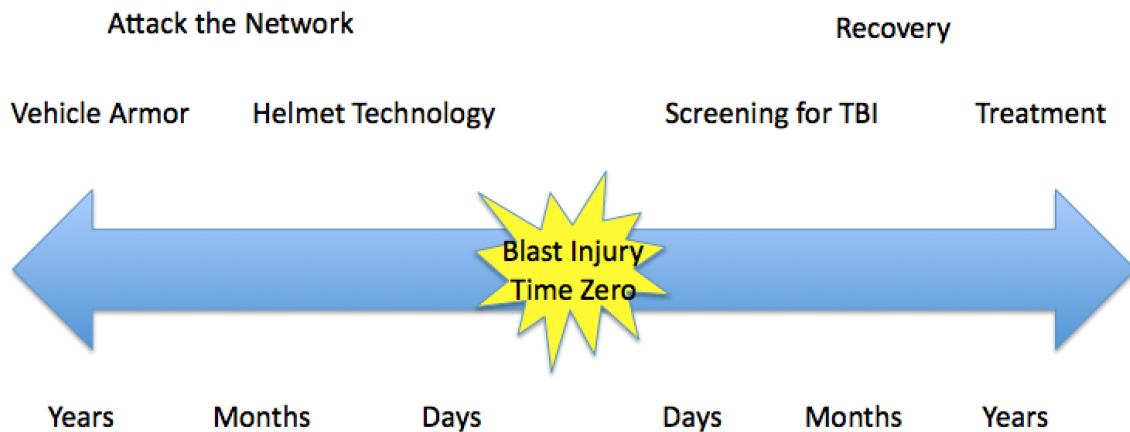 Attack the Network
Recovery
Vehicle Armor
Helmet Technology
Screening for TBI
Treatment
Blast Injury
Time Zero
Years
Months
Days
Days
Months
Years